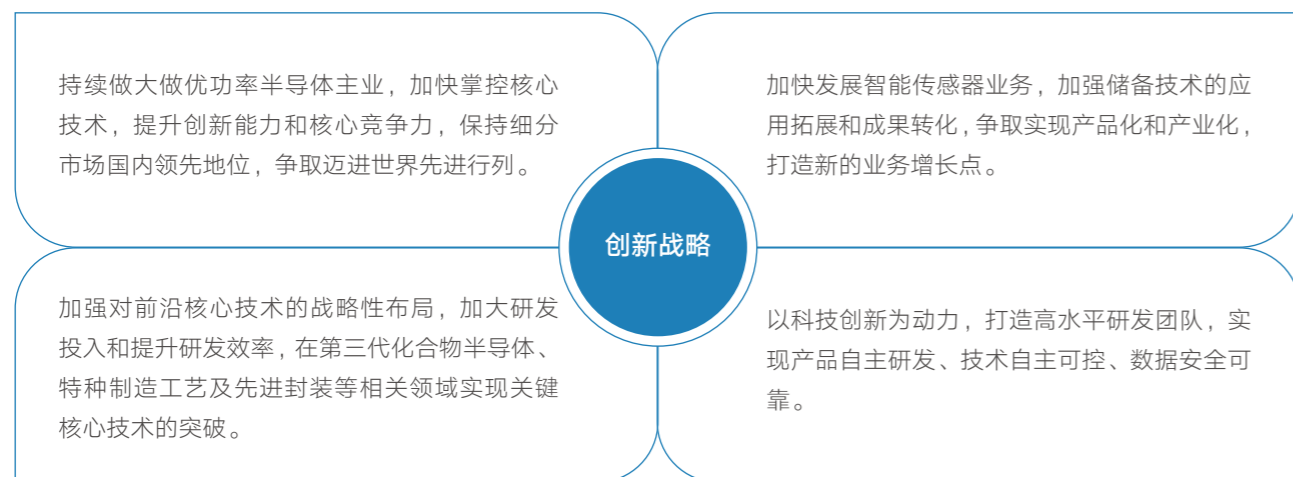 持续做大做优功率半导体主业，加快掌控核心
技术，提升创新能力和核心竞争力，保持细分
市场国内领先地位，争取迈进世界先进行列。
加快发展智能传感器业务，加强储备技术的应
用拓展和成果转化，争取实现产品化和产业化，
打造新的业务增长点。
创新战略
加强对前沿核心技术的战略性布局，加大研发
投入和提升研发效率，在第三代化合物半导体、
特种制造工艺及先进封装等相关领域实现关键
核心技术的突破。
以科技创新为动力，打造高水平研发团队，实
现产品自主研发、技术自主可控、数据安全可
靠。